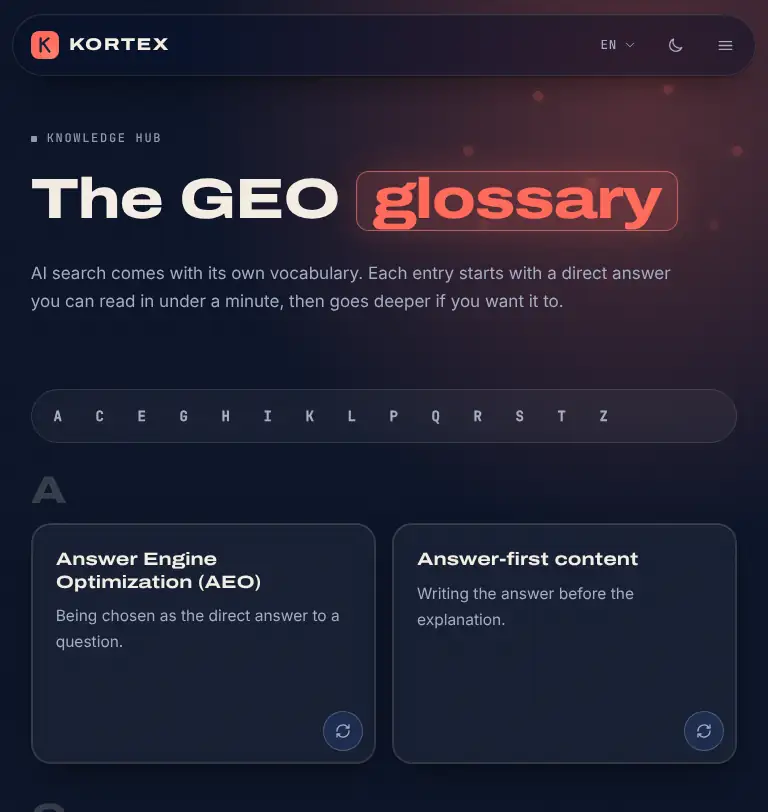 K KORTEX
EN
KNOWLEDGE HUB
The GEO glossary
AI search comes with its own vocabulary. Each entry starts with a direct answer
you can read in under a minute, then goes deeper if you want it to.
A C E G H I K L P Q R S T Z
A
Answer Engine
Optimization (AEO)
Being chosen as the direct answer to a
question.
Answer-first content
Writing the answer before the
explanation.